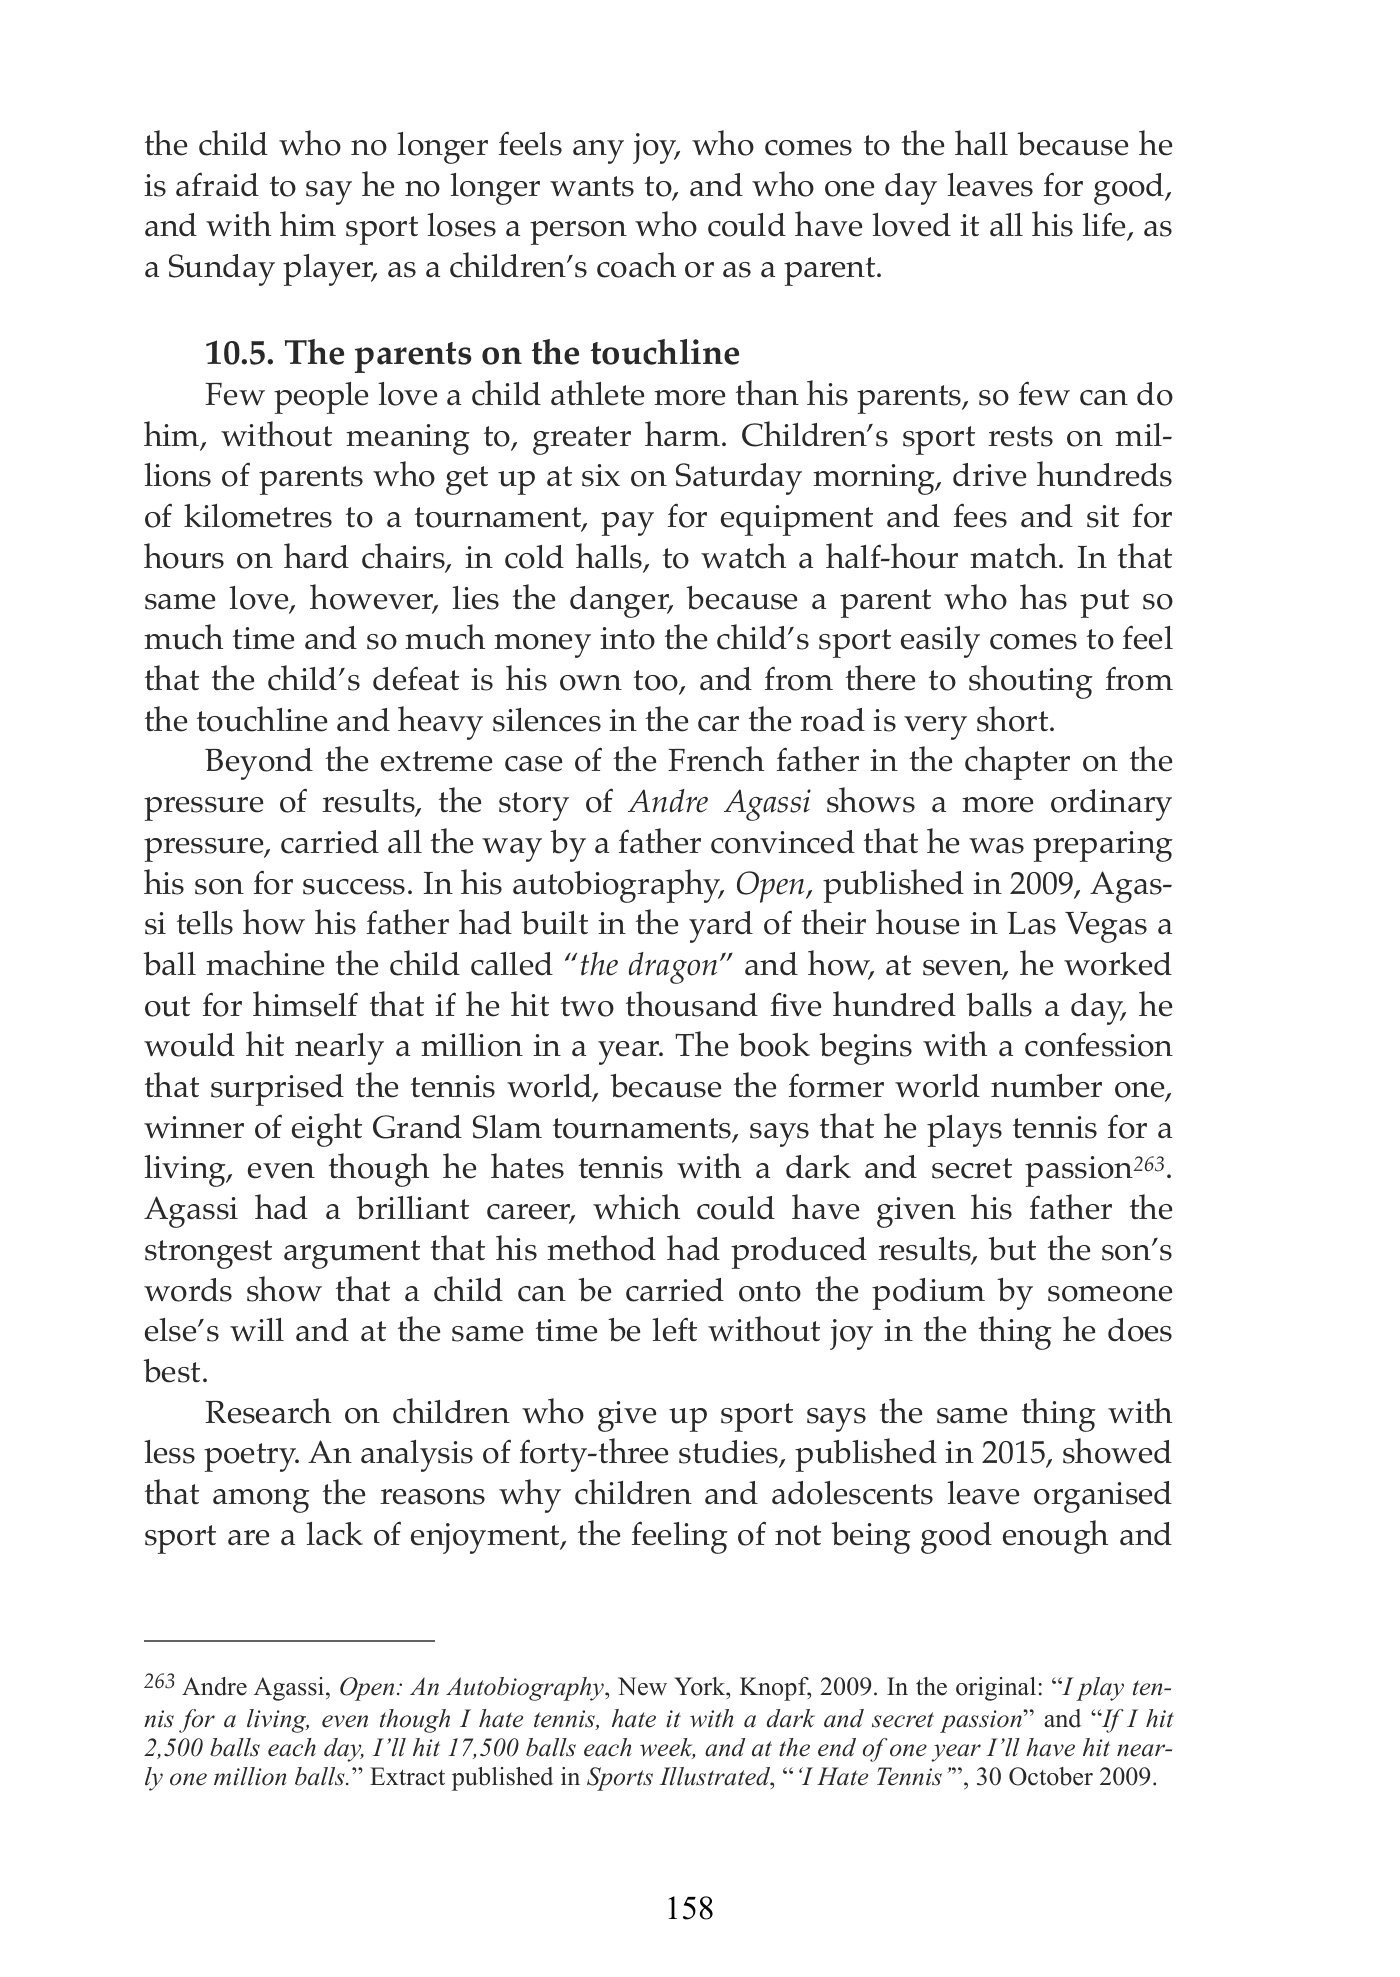 the child who no longer feels any joy, who comes to the hall because he
is afraid to say he no longer wants to, and who one day leaves for good,
and with him sport loses a person who could have loved it all his life, as
a Sunday player, as a children’s coach or as a parent.
10.5. The parents on the touchline
Few people love a child athlete more than his parents, so few can do
him, without meaning to, greater harm. Children’s sport rests on mil-
lions of parents who get up at six on Saturday morning, drive hundreds
of kilometres to a tournament, pay for equipment and fees and sit for
hours on hard chairs, in cold halls, to watch a half-hour match. In that
same love, however, lies the danger, because a parent who has put so
much time and so much money into the child’s sport easily comes to feel
that the child’s defeat is his own too, and from there to shouting from
the touchline and heavy silences in the car the road is very short.
Beyond the extreme case of the French father in the chapter on the
pressure of results, the story of Andre Agassi shows a more ordinary
pressure, carried all the way by a father convinced that he was preparing
his son for success. In his autobiography, Open, published in 2009, Agas-
si tells how his father had built in the yard of their house in Las Vegas a
ball machine the child called “the dragon” and how, at seven, he worked
out for himself that if he hit two thousand five hundred balls a day, he
would hit nearly a million in a year. The book begins with a confession
that surprised the tennis world, because the former world number one,
winner of eight Grand Slam tournaments, says that he plays tennis for a
living, even though he hates tennis with a dark and secret passion263.
Agassi had a brilliant career, which could have given his father the
strongest argument that his method had produced results, but the son’s
words show that a child can be carried onto the podium by someone
else’s will and at the same time be left without joy in the thing he does
best.
Research on children who give up sport says the same thing with
less poetry. An analysis of forty-three studies, published in 2015, showed
that among the reasons why children and adolescents leave organised
sport are a lack of enjoyment, the feeling of not being good enough and
263 Andre Agassi, Open: An Autobiography, New York, Knopf, 2009. In the original: “I play ten-
nis for a living, even though I hate tennis, hate it with a dark and secret passion” and “If I hit
2,500 balls each day, I’ll hit 17,500 balls each week, and at the end of one year I’ll have hit near-
ly one million balls.” Extract published in Sports Illustrated, “‘I Hate Tennis’”, 30 October 2009.
158